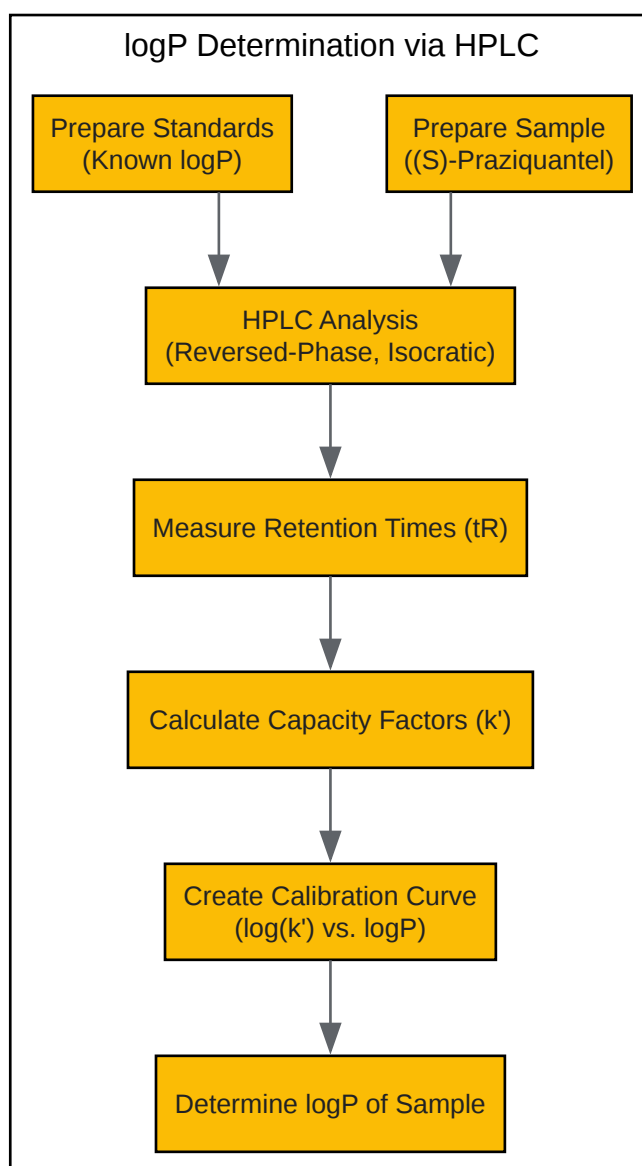 logP Determination via HPLC
Prepare Standards
(Known logP)
Prepare Sample
((S)-Praziquantel)
HPLC Analysis
(Reversed-Phase, Isocratic)
Measure Retention Times (tR)
Calculate Capacity Factors (k')
Create Calibration Curve
(log(k') vs. logP)
Determine logP of Sample